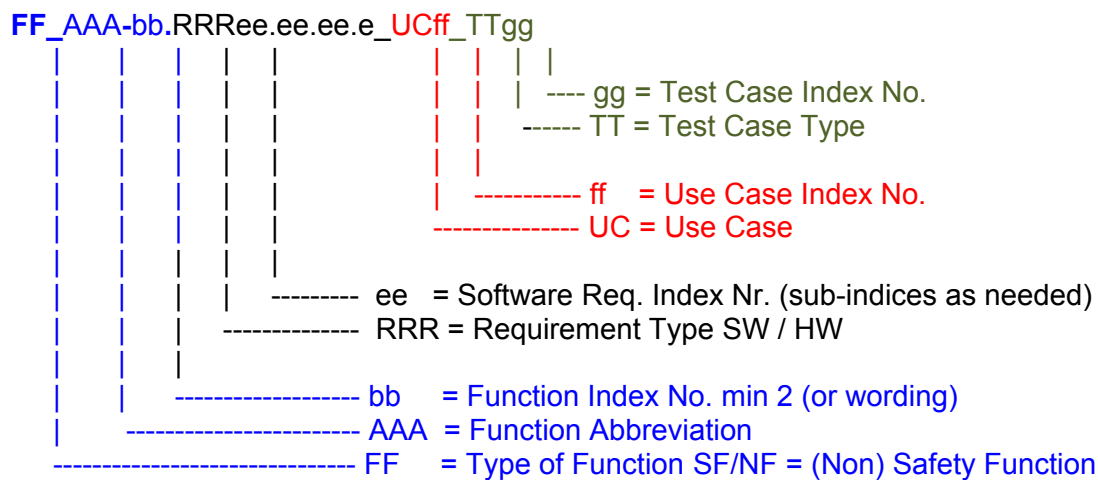 FF_AAA-bb.RRRee.ee.ee.e_UCff_TTgg
---- gg = Test Case Index No.
------ TT = Test Case Type
----------- ff = Use Case Index No.
--------------- UC = Use Case
--------- ee = Software Req. Index Nr. (sub-indices as needed)
-------------- RRR = Requirement Type SW / HW
------------------- bb = Function Index No. min 2 (or wording)
------------------------ AAA = Function Abbreviation
------------------------------- FF = Type of Function SF/NF = (Non) Safety Function